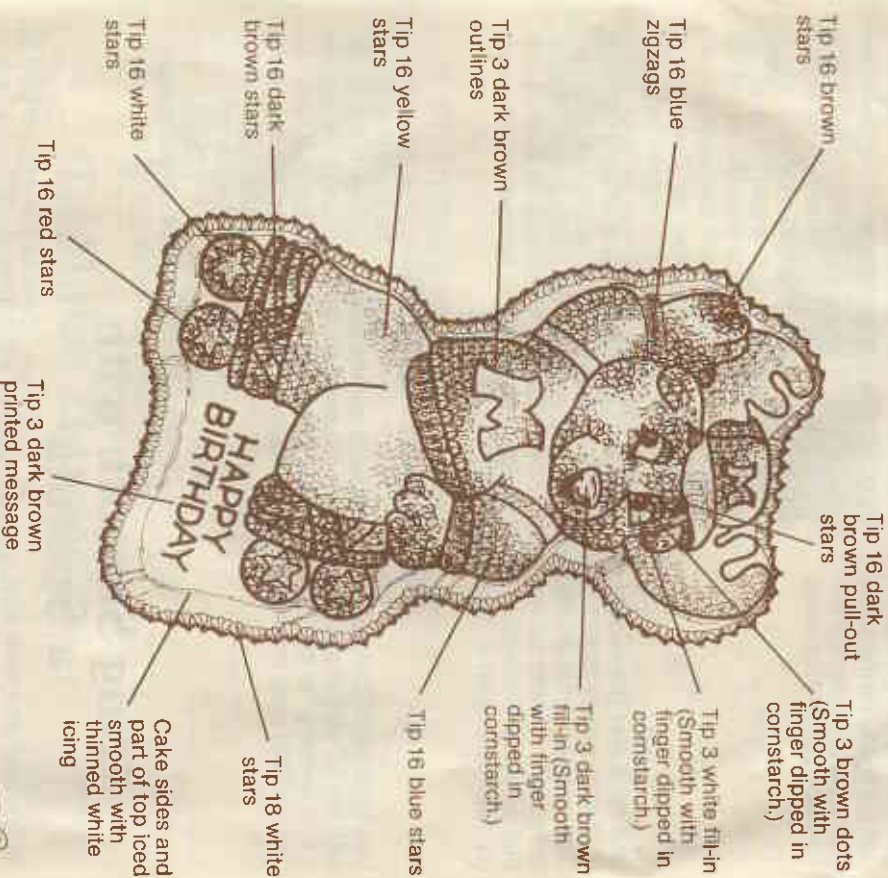 Tip 16 brown
stars
Tip 16 blue
zigzags
Tip 3 dark brown
outlines
Tip 16 yellow
stars
Tip 16 dark
brown stars
Tip 16 white
stars
Tip 16 red stars
Tip 3 dark brown
printed message
Tip 16 dark
brown pull-out
stars
Tip 3 brown dots
(Smooth with
finger dipped in
cornstarch.)
Tip 3 white fill-in
(Smooth with
finger dipped in
cornstarch.)
Tip 3 dark brown
fill-in (Smooth
with finger
dipped in
cornstarch.)
Tip 16 blue stars
Tip 18 white
stars
Cake sides and
part of top iced
smooth with
thinned white
icing
M
M
HAPPY
BIRTHDAY